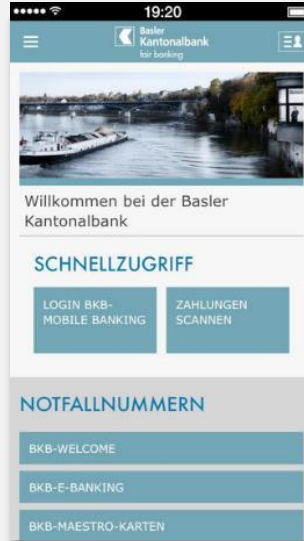 19:20
Basler
Kantonalbank
fair banking
Willkommen bei der Basler
Kantonalbank
SCHNELLZUGRIFF
LOGIN BKB-
MOBILE BANKING
ZAHLUNGEN
SCANNEN
NOTFALLNUMMERN
BKB-WELCOME
BKB-E-BANKING
BKB-MAESTRO-KARTEN